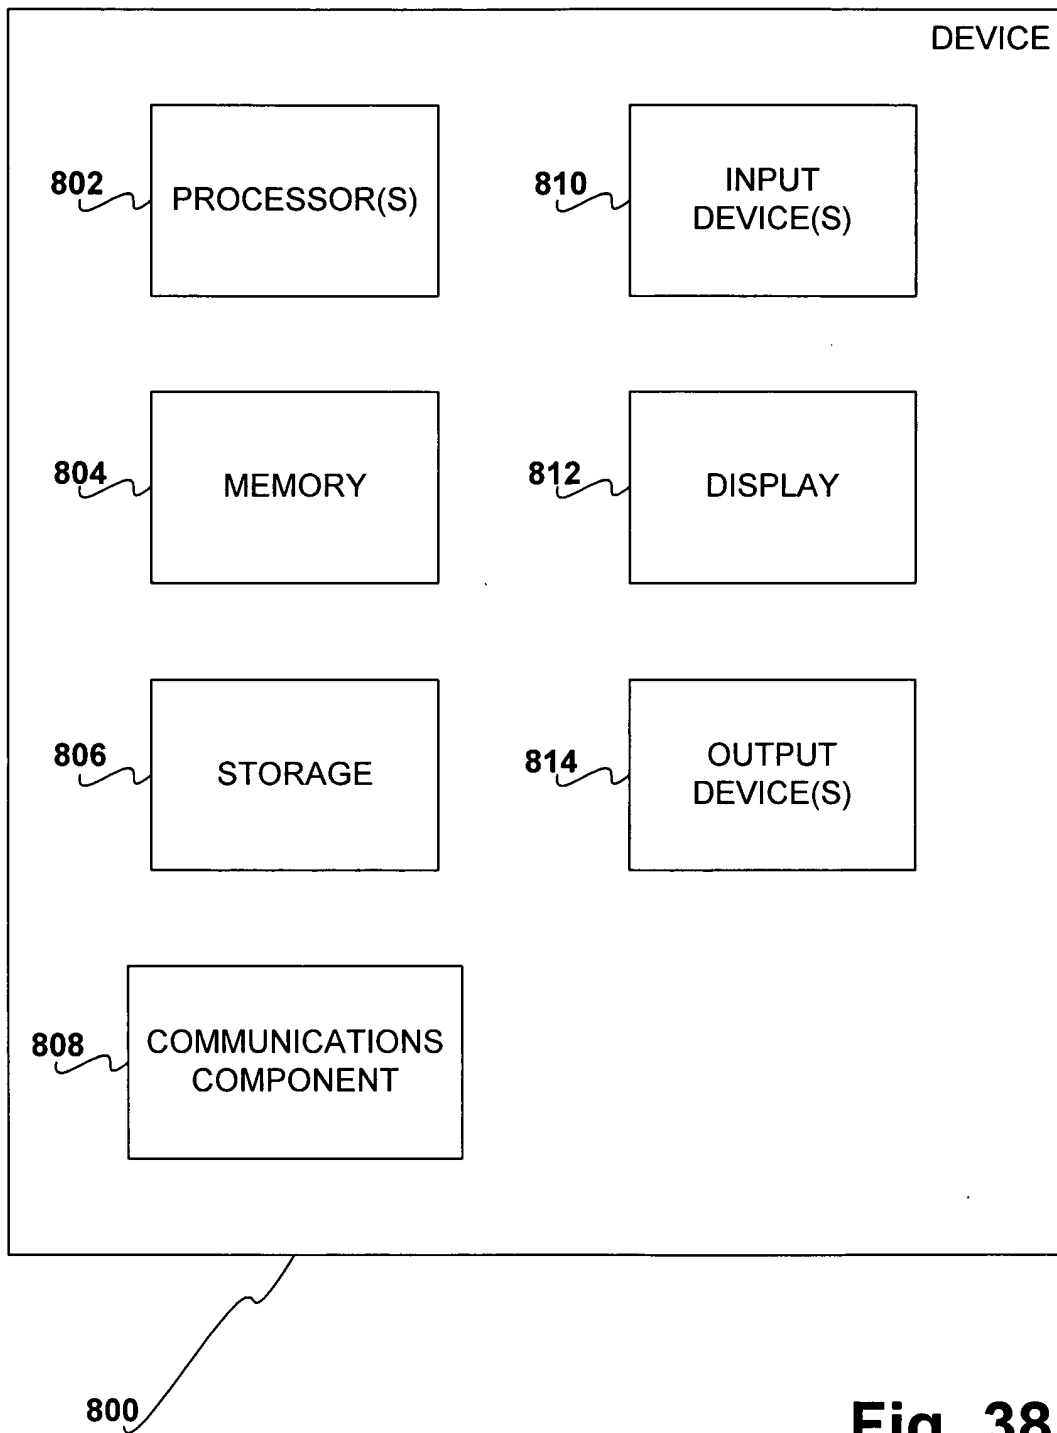 DEVICE
802
PROCESSOR(S)
810
INPUT
DEVICE(S)
804
MEMORY
812
DISPLAY
806
STORAGE
814
OUTPUT
DEVICE(S)
808
COMMUNICATIONS
COMPONENT
800
Fig. 38